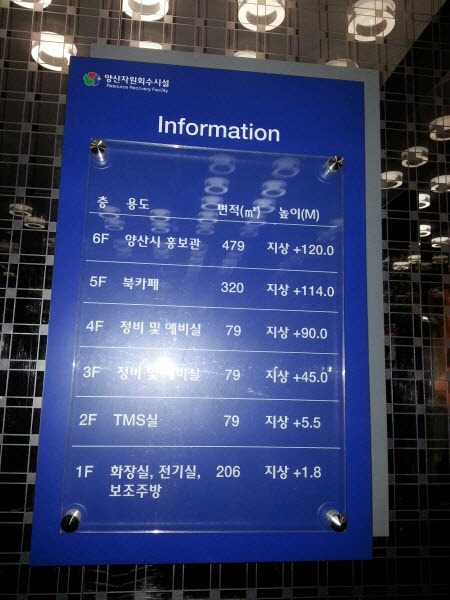 양산자원회수시설
Resource Recovery Facility
Information
층 용도 면적(㎡) 높이(M)
6F 양산시 홍보관 479 지상 +120.0
5F 북카페 320 지상 +114.0
4F 정비 및 예비실 79 지상 +90.0
3F 정비 및 예비실 79 지상 +45.0
2F TMS실 79 지상 +5.5
1F 화장실, 전기실, 206 지상 +1.8
보조주방